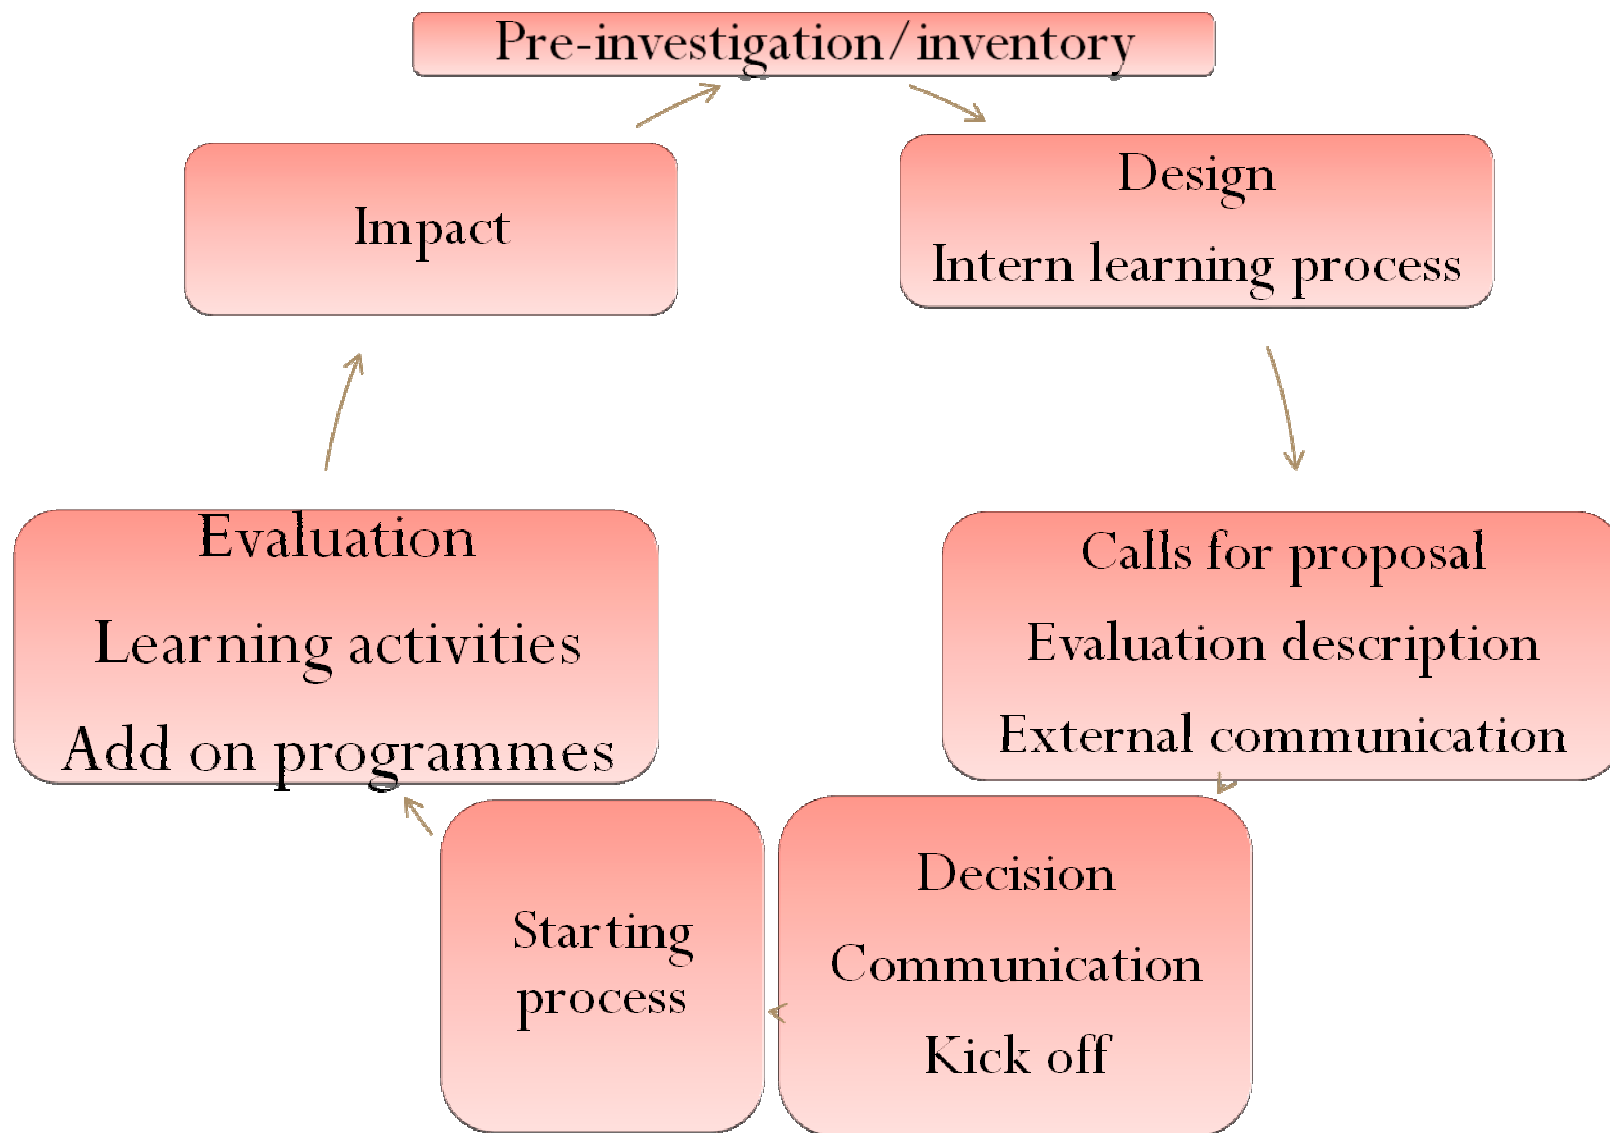 Pre-investigation/inventory
Impact
Design
Intern learning process
Evaluation
Learning activities
Add on programmes
Calls for proposal
Evaluation description
External communication
Starting
process
Decision
Communication
Kick off